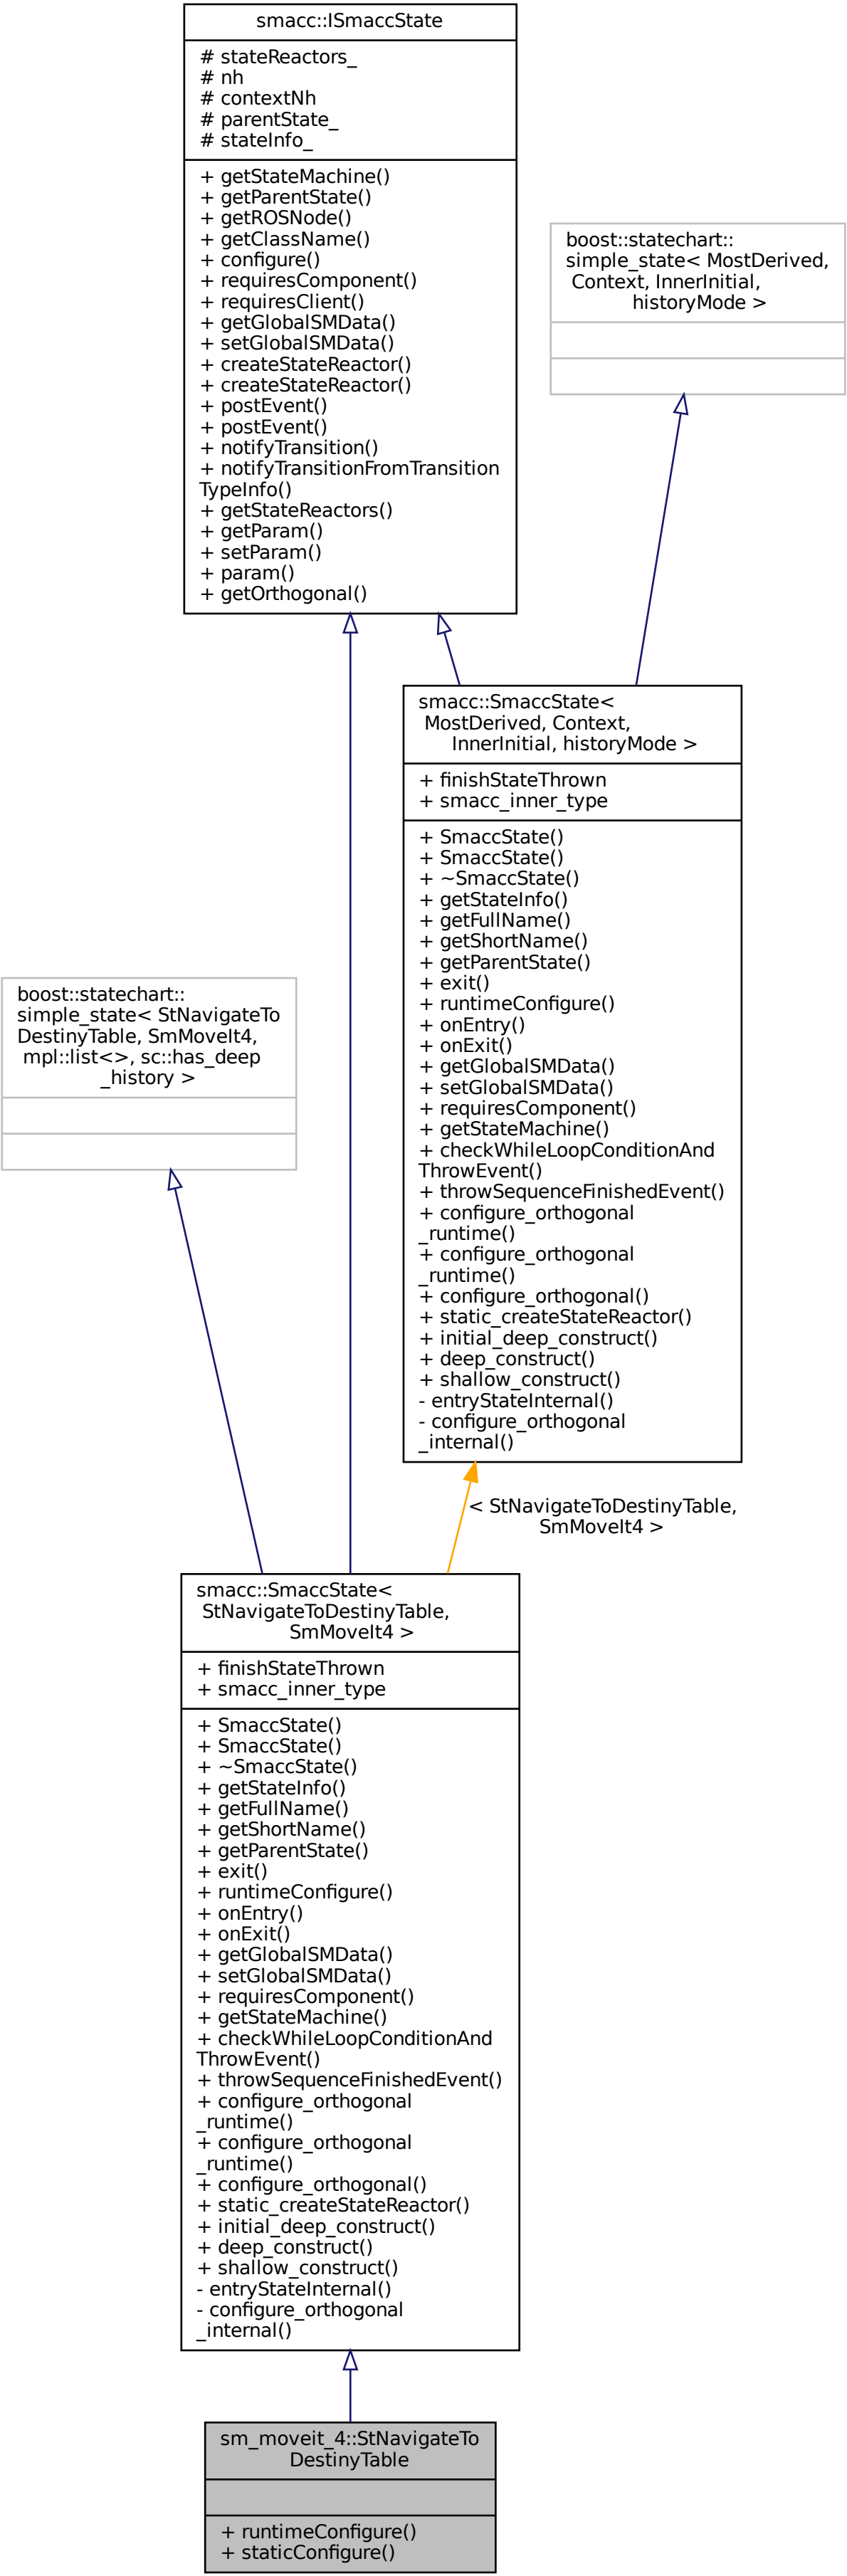 smacc::ISmaccState
# stateReactors_
# nh
# contextNh
# parentState_
# stateInfo_
+ getStateMachine()
+ getParentState()
+ getROSNode()
+ getClassName()
+ configure()
+ requiresComponent()
+ requiresClient()
+ getGlobalSMData()
+ setGlobalSMData()
+ createStateReactor()
+ createStateReactor()
+ postEvent()
+ postEvent()
+ notifyTransition()
+ notifyTransitionFromTransition
TypeInfo()
+ getStateReactors()
+ getParam()
+ setParam()
+ param()
+ getOrthogonal()
boost::statechart::
simple_state< MostDerived,
Context, InnerInitial,
historyMode >
smacc::SmaccState<
MostDerived, Context,
InnerInitial, historyMode >
+ finishStateThrown
+ smacc_inner_type
+ SmaccState()
+ SmaccState()
+ ~SmaccState()
+ getStateInfo()
+ getFullName()
+ getShortName()
+ getParentState()
+ exit()
+ runtimeConfigure()
+ onEntry()
+ onExit()
+ getGlobalSMData()
+ setGlobalSMData()
+ requiresComponent()
+ getStateMachine()
+ checkWhileLoopConditionAnd
ThrowEvent()
+ throwSequenceFinishedEvent()
+ configure_orthogonal
_runtime()
+ configure_orthogonal
_runtime()
+ configure_orthogonal()
+ static_createStateReactor()
+ initial_deep_construct()
+ deep_construct()
+ shallow_construct()
- entryStateInternal()
- configure_orthogonal
_internal()
boost::statechart::
simple_state< StNavigateTo
DestinyTable, SmMoveIt4,
mpl::list<>, sc::has_deep
_history >
< StNavigateToDestinyTable,
SmMoveIt4 >
smacc::SmaccState<
StNavigateToDestinyTable,
SmMoveIt4 >
+ finishStateThrown
+ smacc_inner_type
+ SmaccState()
+ SmaccState()
+ ~SmaccState()
+ getStateInfo()
+ getFullName()
+ getShortName()
+ getParentState()
+ exit()
+ runtimeConfigure()
+ onEntry()
+ onExit()
+ getGlobalSMData()
+ setGlobalSMData()
+ requiresComponent()
+ getStateMachine()
+ checkWhileLoopConditionAnd
ThrowEvent()
+ throwSequenceFinishedEvent()
+ configure_orthogonal
_runtime()
+ configure_orthogonal
_runtime()
+ configure_orthogonal()
+ static_createStateReactor()
+ initial_deep_construct()
+ deep_construct()
+ shallow_construct()
- entryStateInternal()
- configure_orthogonal
_internal()
sm_moveit_4::StNavigateTo
DestinyTable
+ runtimeConfigure()
+ staticConfigure()